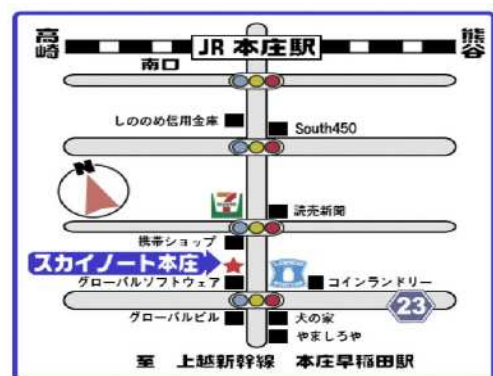 高崎
JR 本庄駅
熊谷
南口
しののめ信用金庫
South450
N
7
読売新聞
携帯ショップ
スカイノート本庄
グローバルソフトウェア
コインランドリー
23
グローバルビル
犬の家
やましろや
至 上越新幹線 本庄早稲田駅